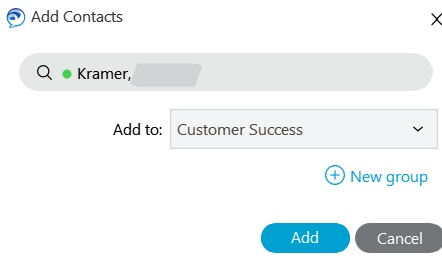 Add Contacts
Kramer,
Add to:
Customer Success
New group
Add
Cancel